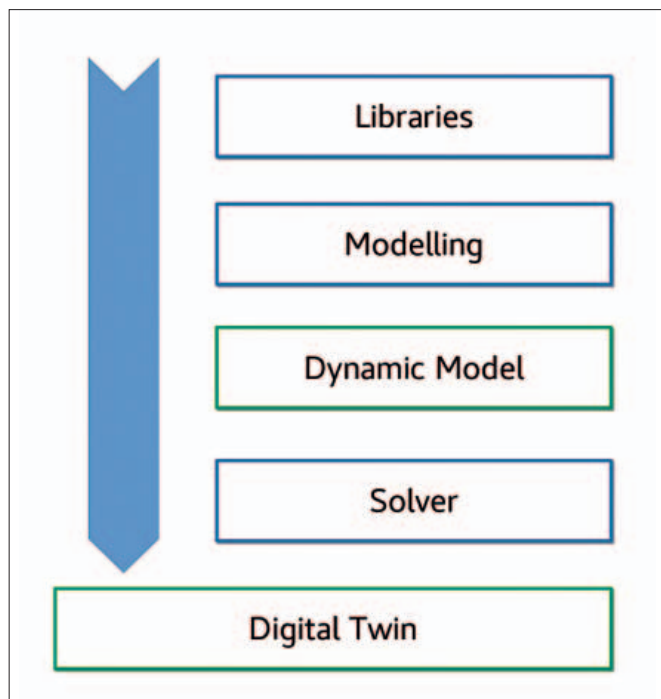 Libraries
Modelling
Dynamic Model
Solver
Digital Twin